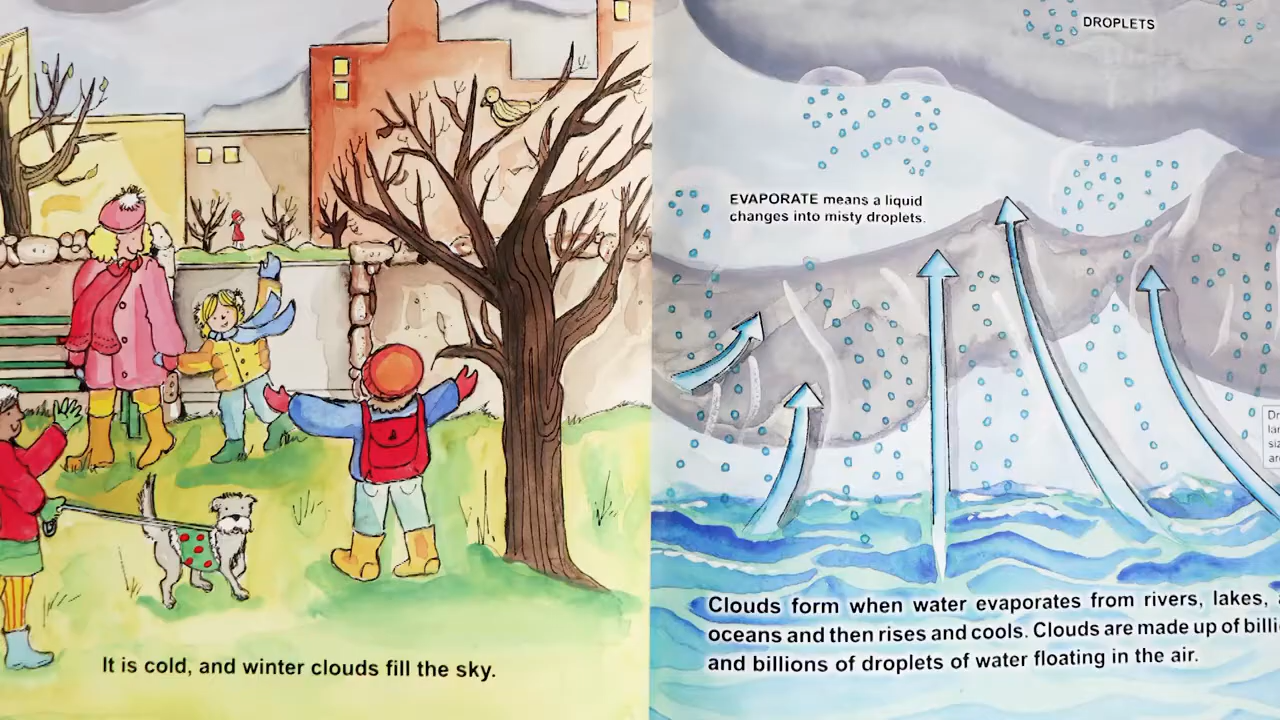 It is cold, and winter clouds fill the sky.
DROPLETS
EVAPORATE means a liquid
changes into misty droplets.
Clouds form when water evaporates from rivers, lakes,
oceans and then rises and cools. Clouds are made up of
and billions of droplets of water floating in the air.